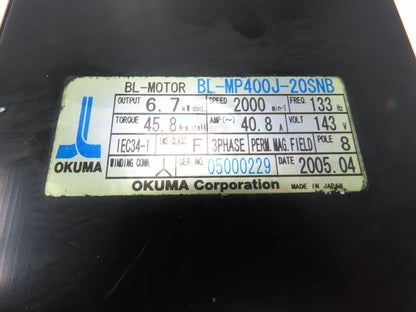 BL-MOTOR BL-MP400J-20SNB
OUTPUT 6.7 kW cont. SPEED 2000 min-1 FREQ. 133 Hz
TORQUE 45.8 N-m stall AMP(~) 40.8 A VOLT 143 V
IEC34-1 INS CLASS F 3PHASE PERM. MAG. FIELD POLE 8
WINDING CONN. SER NO. 05000229 DATE 2005.04
OKUMA
OKUMA Corporation MADE IN JAPAN